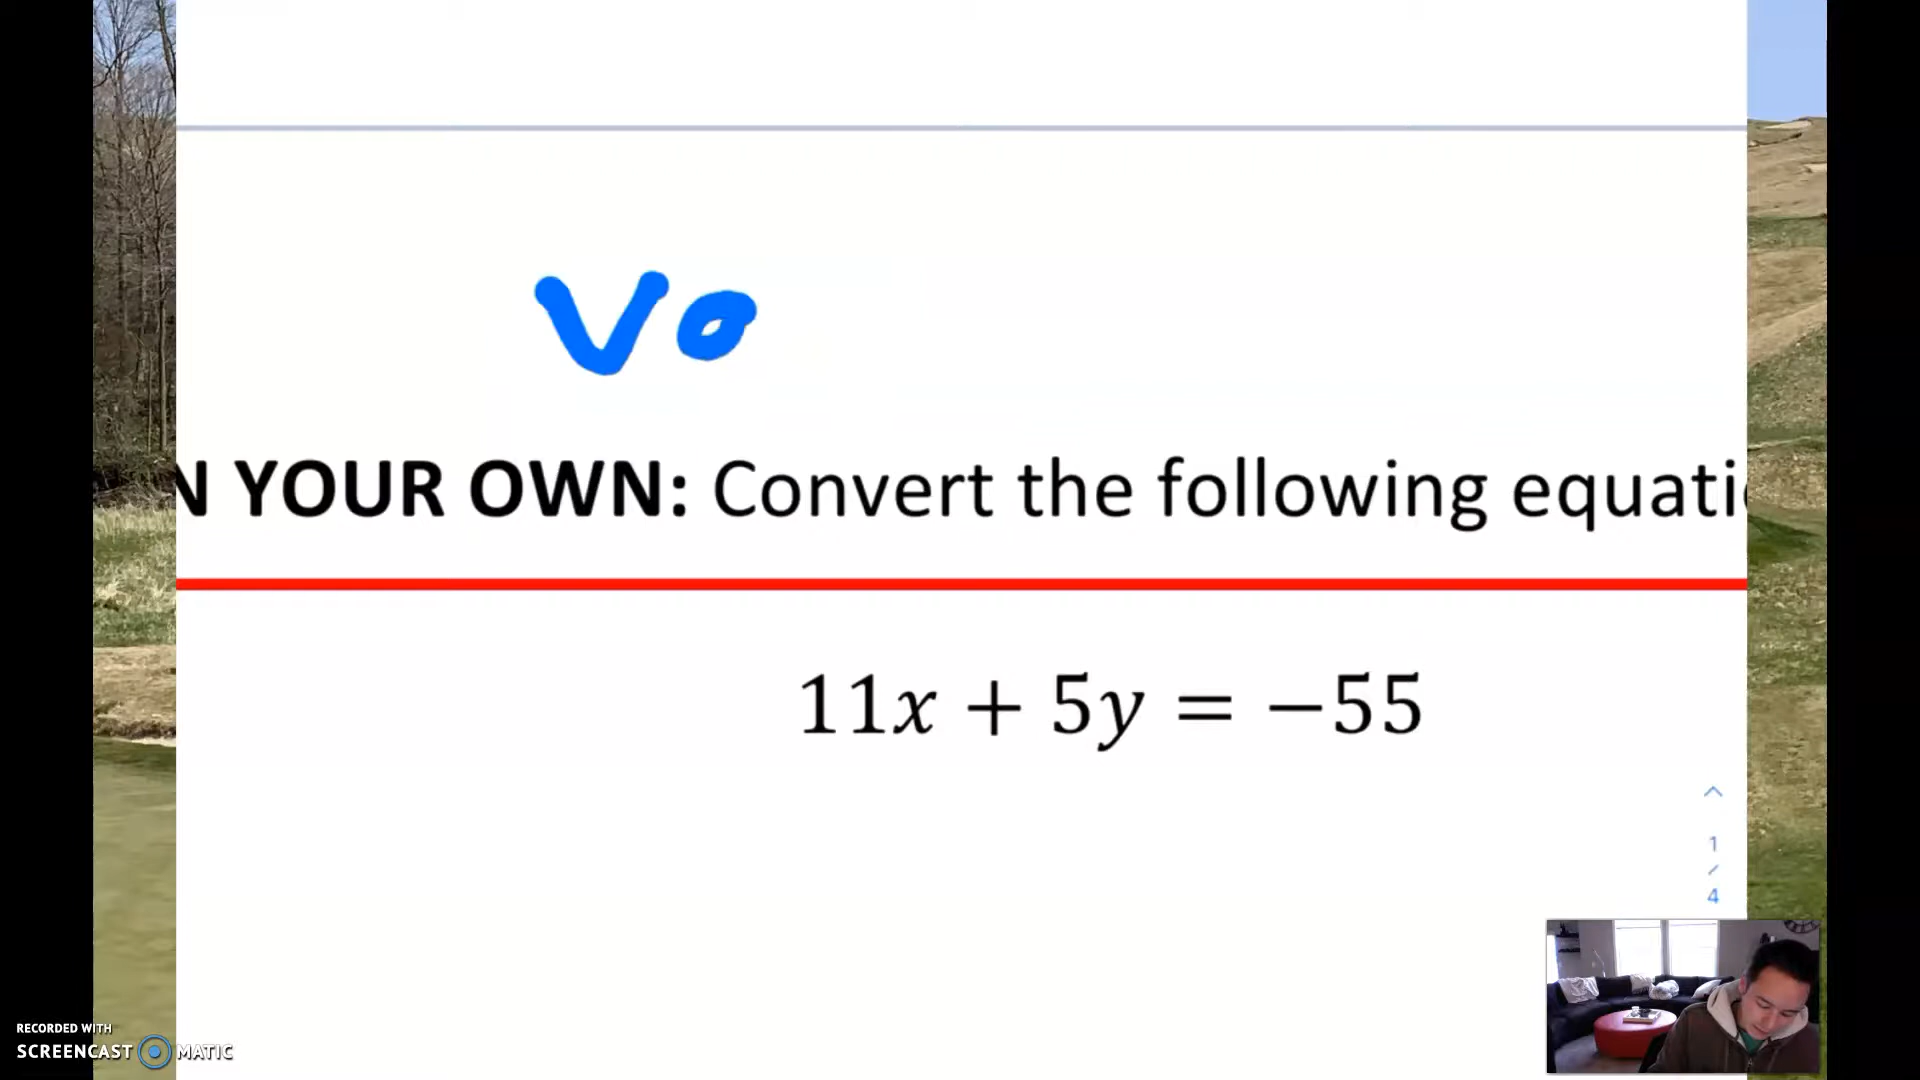 Vo
N YOUR OWN: Convert the following equati
11x + 5y = −55
1
/
4
RECORDED WITH
SCREENCAST MATIC